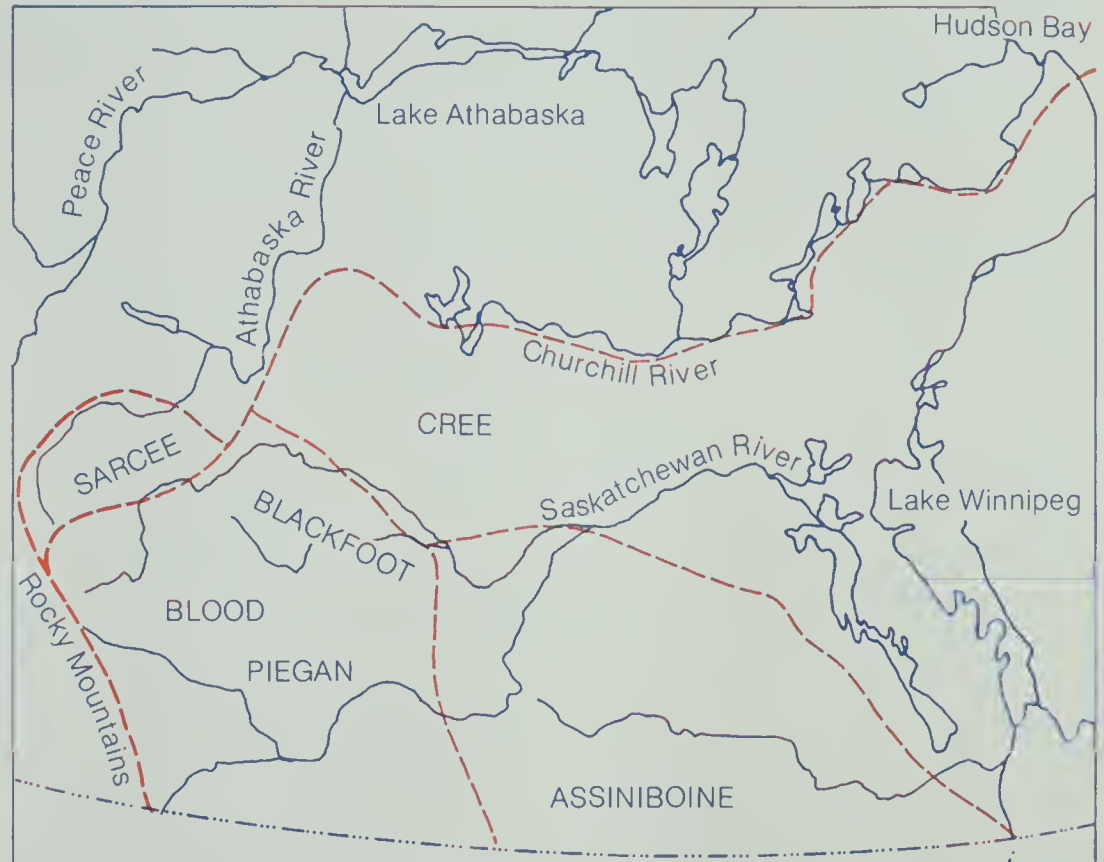 Hudson Bay
Peace River
Lake Athabaska
Athabaska River
Churchill River
CREE
SARCEE
Saskatchewan River
Lake Winnipeg
BLACKFOOT
Rocky Mountains
BLOOD
PIEGAN
ASSINIBOINE